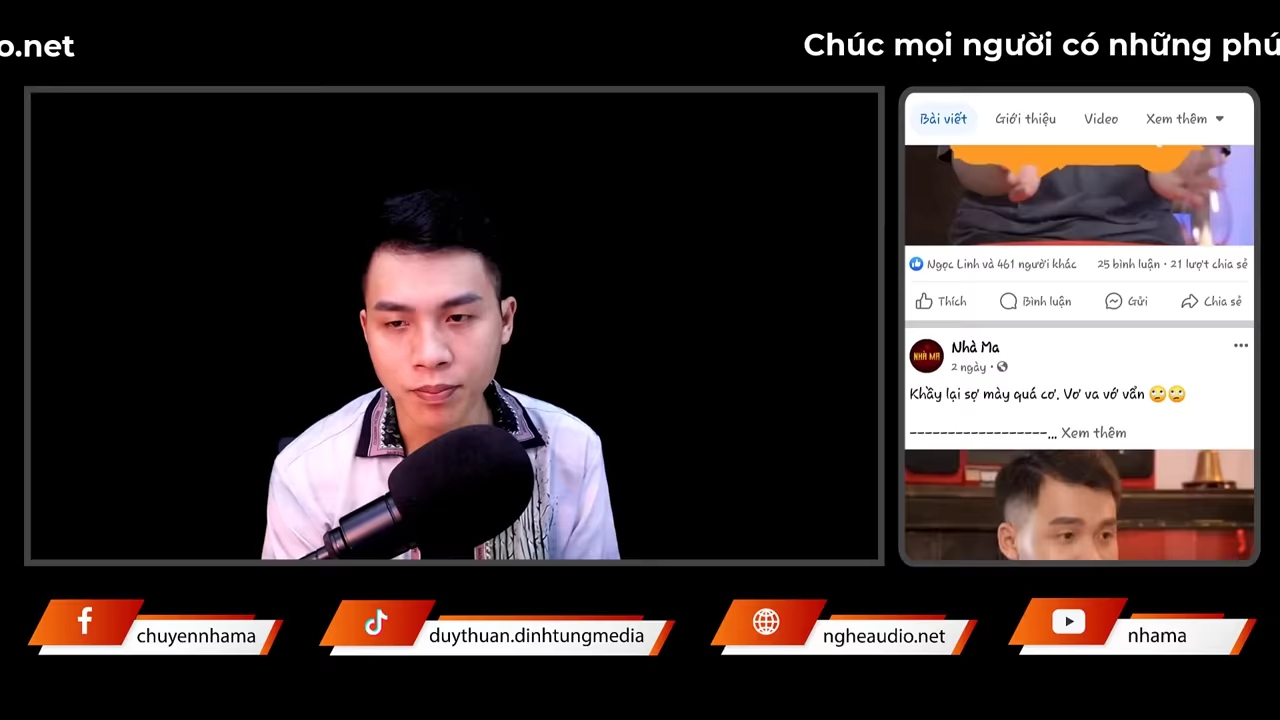 o.net
Chúc mọi người có những phú
Bài viết
Giới thiệu
Video
Xem thêm
Ngọc Linh và 461 người khác
25 bình luận · 21 lượt chia sẻ
Thích
Bình luận
Gửi
Chia sẻ
NHÀ MA
Nhà Ma
2 ngày ·
Khầy lại sợ mày quá cơ. Vơ va vớ vẩn 🙄🙄
------------------... Xem thêm
chuyennhama
duythuan.dinhtungmedia
ngheaudio.net
nhama